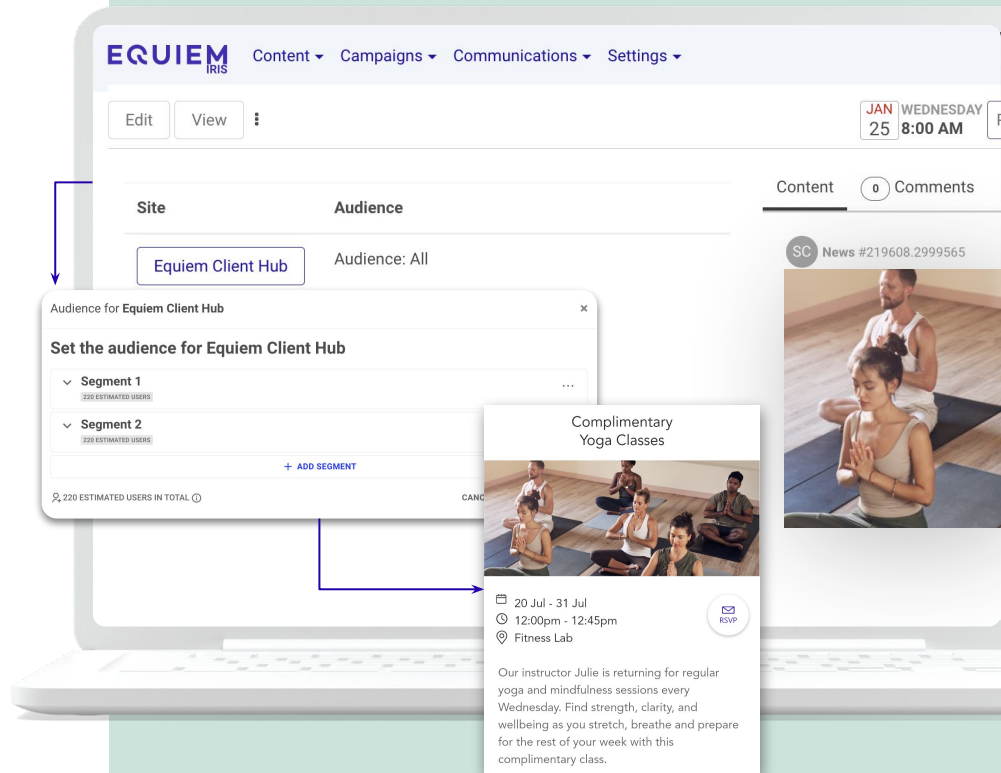 EQUIEM
IRIS
Content
Campaigns
Communications
Settings
Edit
View
JAN
25
WEDNESDAY
8:00 AM
Site
Audience
Equiem Client Hub
Audience: All
Content
0
Comments
SC
News #219608.2999565
Audience for Equiem Client Hub
×
Set the audience for Equiem Client Hub
Segment 1
220 ESTIMATED USERS
...
Segment 2
220 ESTIMATED USERS
+ ADD SEGMENT
220 ESTIMATED USERS IN TOTAL
Complimentary
Yoga Classes
20 Jul - 31 Jul
12:00pm - 12:45pm
Fitness Lab
RSVP
Our instructor Julie is returning for regular
yoga and mindfulness sessions every
Wednesday. Find strength, clarity, and
wellbeing as you stretch, breathe and prepare
for the rest of your week with this
complimentary class.